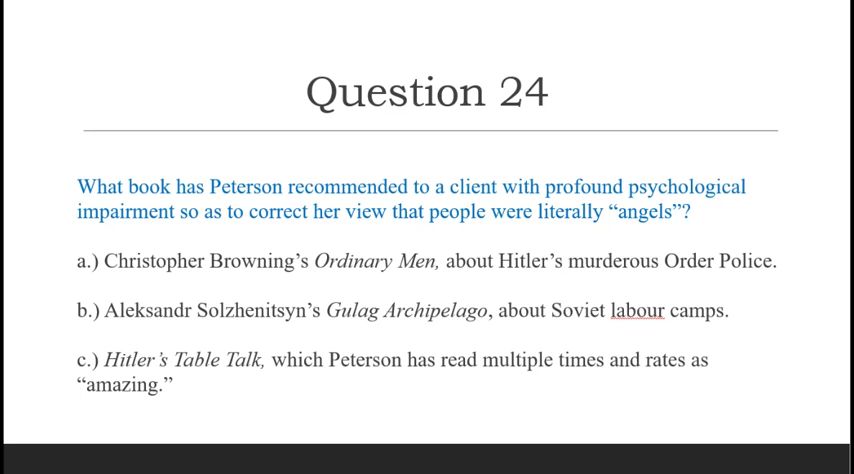 Question 24
What book has Peterson recommended to a client with profound psychological
impairment so as to correct her view that people were literally “angels”?
a.) Christopher Browning’s Ordinary Men, about Hitler’s murderous Order Police.
b.) Aleksandr Solzhenitsyn’s Gulag Archipelago, about Soviet labour camps.
c.) Hitler’s Table Talk, which Peterson has read multiple times and rates as
“amazing.”